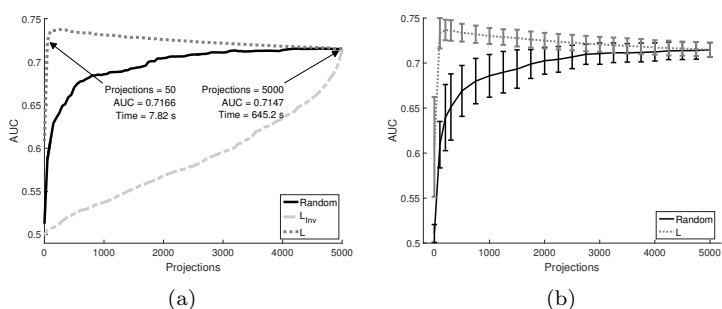 0.75
0.7
0.65
0.6
0.55
0.5
AUC
0 1000 2000 3000 4000 5000
Projections
Projections = 50
AUC = 0.7166
Time = 7.82 s
Projections = 5000
AUC = 0.7147
Time = 645.2 s
Random
L_Inv
L
(a)
0.75
0.7
0.65
0.6
0.55
0.5
AUC
0 1000 2000 3000 4000 5000
Projections
Random
L
(b)